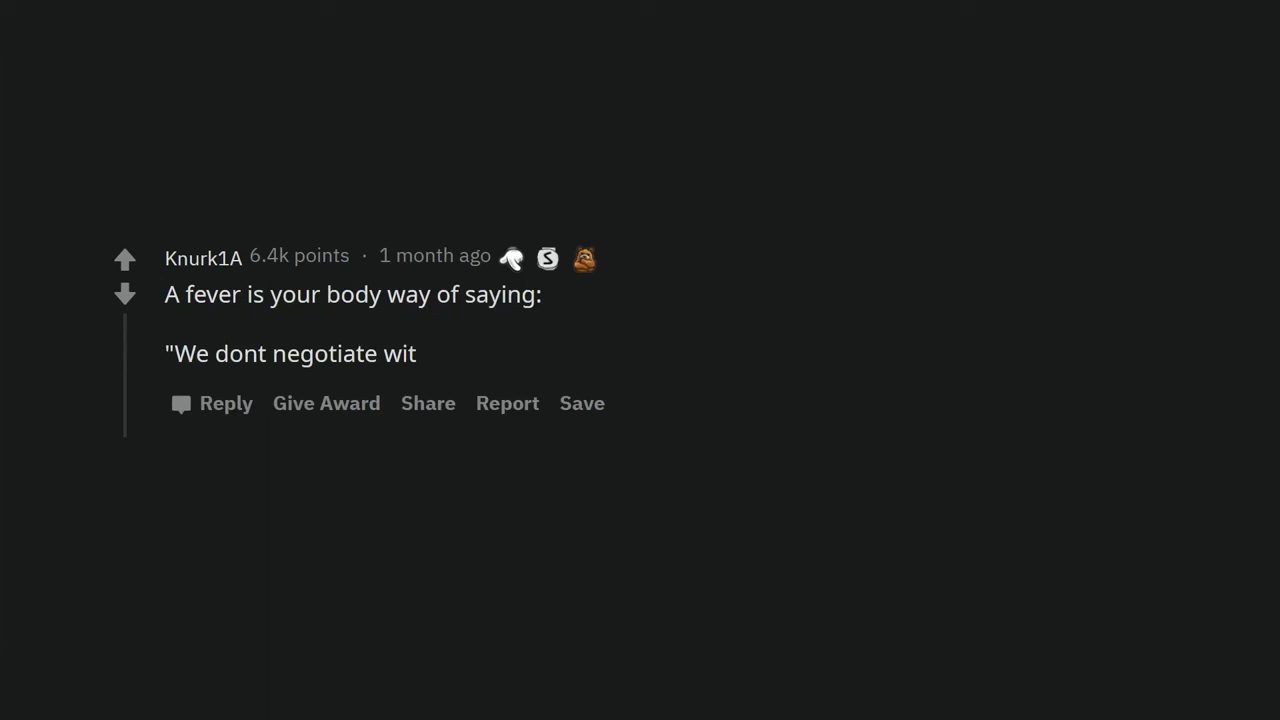 Knurk1A 6.4k points · 1 month ago
A fever is your body way of saying:
"We dont negotiate wit
Reply Give Award Share Report Save